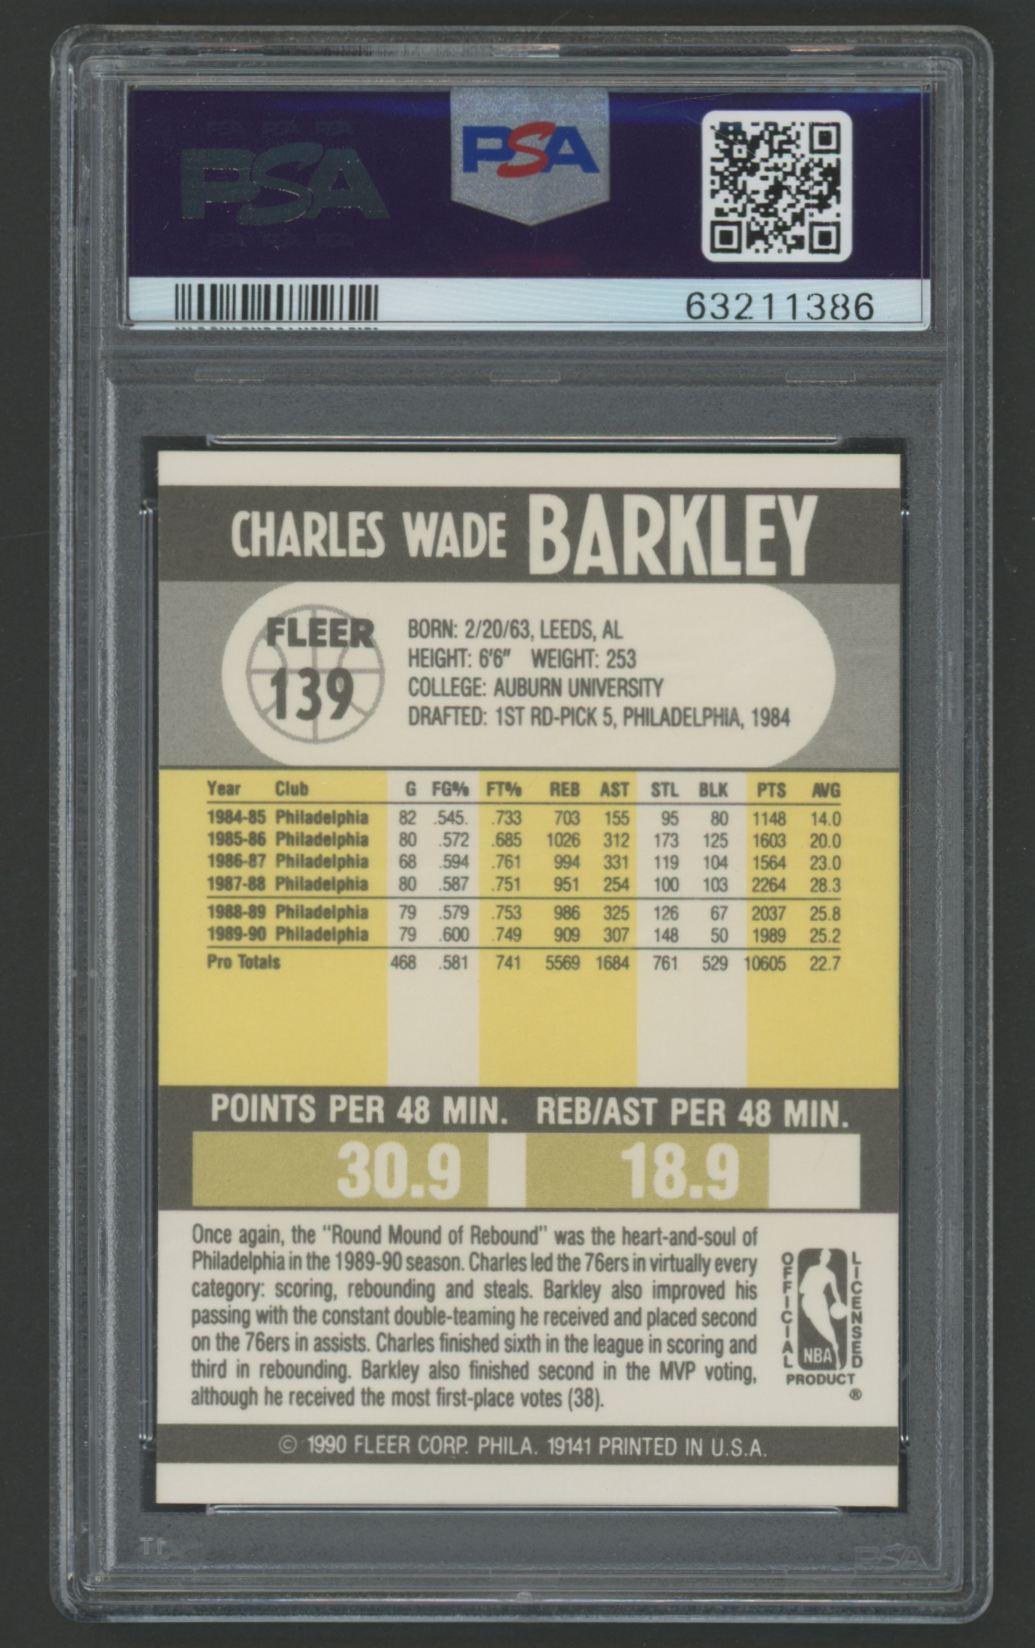 PSA PSA PSA
PSA
PSA
PSA PSA PSA
63211386
CHARLES WADE BARKLEY
FLEER
139
BORN: 2/20/63, LEEDS, AL
HEIGHT: 6'6" WEIGHT: 253
COLLEGE: AUBURN UNIVERSITY
DRAFTED: 1ST RD-PICK 5, PHILADELPHIA, 1984
Year Club G FG% FT% REB AST STL BLK PTS AVG
1984-85 Philadelphia 82 .545. .733 703 155 95 80 1148 14.0
1985-86 Philadelphia 80 .572 .685 1026 312 173 125 1603 20.0
1986-87 Philadelphia 68 .594 .761 994 331 119 104 1564 23.0
1987-88 Philadelphia 80 .587 .751 951 254 100 103 2264 28.3
1988-89 Philadelphia 79 .579 .753 986 325 126 67 2037 25.8
1989-90 Philadelphia 79 .600 .749 909 307 148 50 1989 25.2
Pro Totals 468 .581 741 5569 1684 761 529 10605 22.7
POINTS PER 48 MIN. REB/AST PER 48 MIN.
30.9 18.9
Once again, the "Round Mound of Rebound" was the heart-and-soul of
Philadelphia in the 1989-90 season. Charles led the 76ers in virtually every
category: scoring, rebounding and steals. Barkley also improved his
passing with the constant double-teaming he received and placed second
on the 76ers in assists. Charles finished sixth in the league in scoring and
third in rebounding. Barkley also finished second in the MVP voting,
although he received the most first-place votes (38).
OFFICIAL
LICENSED
NBA
PRODUCT
®
© 1990 FLEER CORP. PHILA. 19141 PRINTED IN U.S.A.
PSA